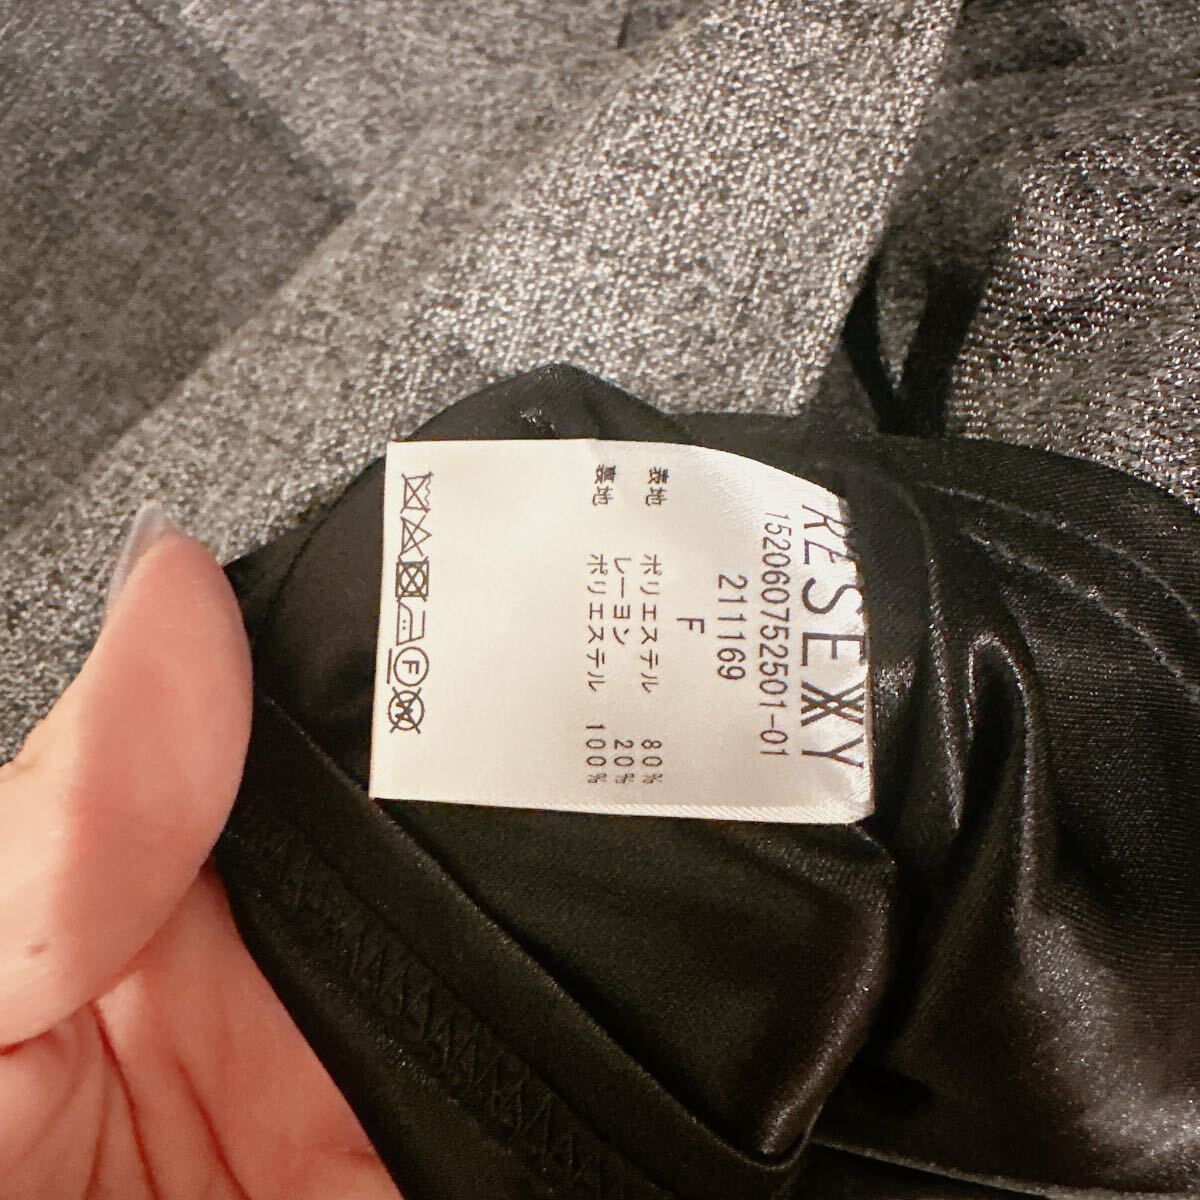 RESEXXY
152060752501-01
211169
F
表地 ポリエステル 80%
レーヨン 20%
裏地 ポリエステル 100%
F
W